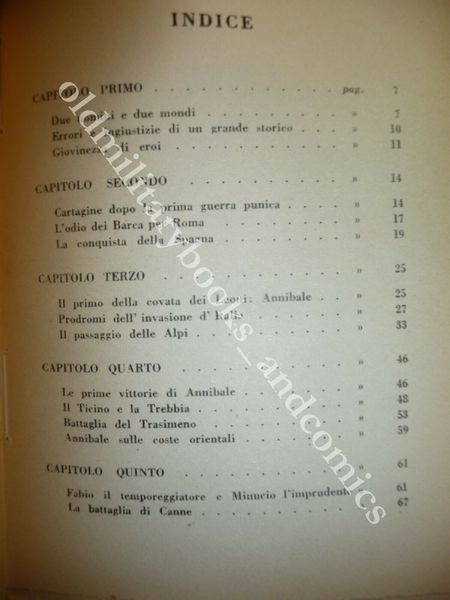 INDICE
CAPITOLO PRIMO . . . . . . . . . . pag. 7
Due uomini e due mondi . . . . . . . . » 7
Errori e ingiustizie di un grande storico . . . . » 10
Giovinezza di eroi . . . . . . . . . » 11
CAPITOLO SECONDO . . . . . . . . . » 14
Cartagine dopo la prima guerra punica . . . . » 14
L'odio dei Barca per Roma . . . . . . . » 17
La conquista della Spagna . . . . . . . » 19
CAPITOLO TERZO . . . . . . . . . . » 25
Il primo della covata dei Leoni: Annibale . . . » 25
Prodromi dell'invasione d'Italia . . . . . . » 27
Il passaggio delle Alpi . . . . . . . . » 33
CAPITOLO QUARTO . . . . . . . . . » 46
Le prime vittorie di Annibale . . . . . . » 46
Il Ticino e la Trebbia . . . . . . . . » 48
Battaglia del Trasimeno . . . . . . . . » 53
Annibale sulle coste orientali . . . . . . » 59
CAPITOLO QUINTO . . . . . . . . . » 61
Fabio il temporeggiatore e Minucio l'imprudente » 61
La battaglia di Canne . . . . . . . . » 67
oldmilitarybooks_andcomics